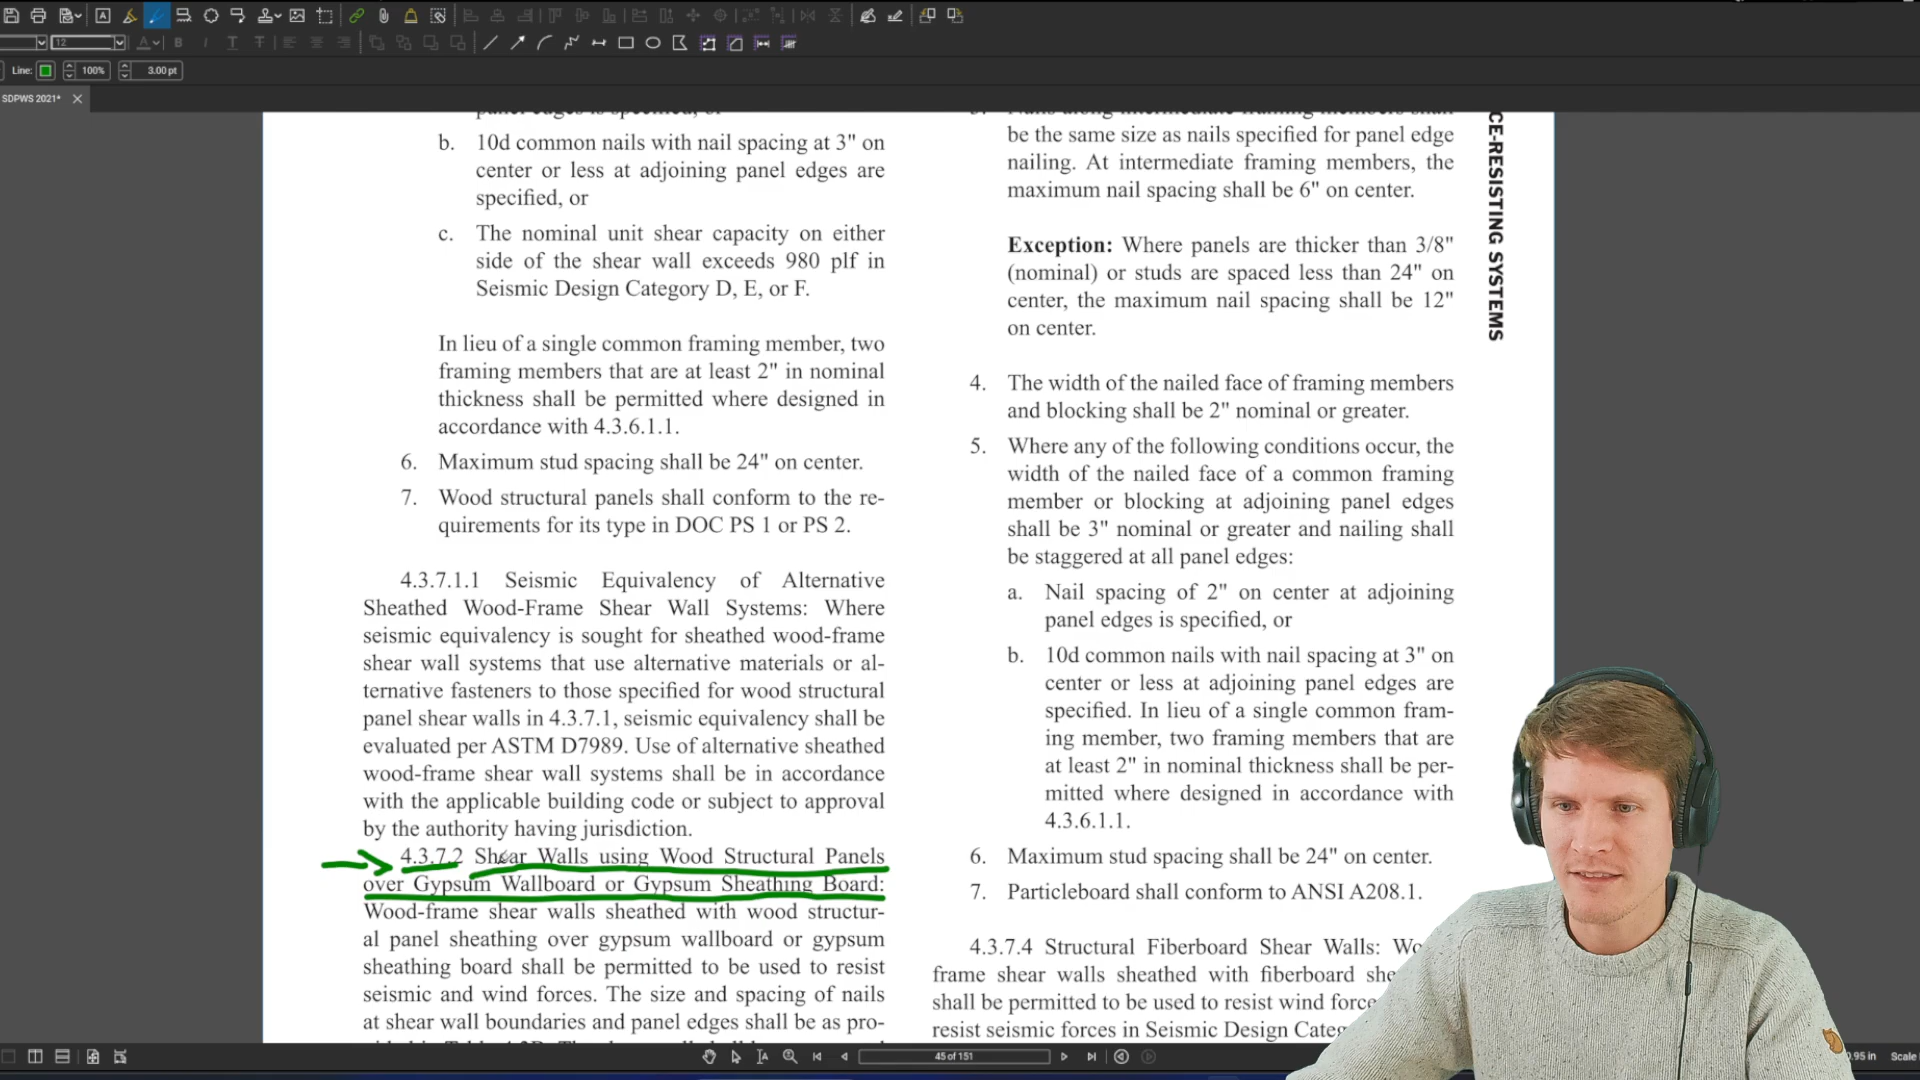 12
Line: 100% 3.00 pt
SDPWS 2021*
b. 10d common nails with nail spacing at 3" on
center or less at adjoining panel edges are
specified, or
c. The nominal unit shear capacity on either
side of the shear wall exceeds 980 plf in
Seismic Design Category D, E, or F.
In lieu of a single common framing member, two
framing members that are at least 2" in nominal
thickness shall be permitted where designed in
accordance with 4.3.6.1.1.
6. Maximum stud spacing shall be 24" on center.
7. Wood structural panels shall conform to the re-
quirements for its type in DOC PS 1 or PS 2.
4.3.7.1.1 Seismic Equivalency of Alternative
Sheathed Wood-Frame Shear Wall Systems: Where
seismic equivalency is sought for sheathed wood-frame
shear wall systems that use alternative materials or al-
ternative fasteners to those specified for wood structural
panel shear walls in 4.3.7.1, seismic equivalency shall be
evaluated per ASTM D7989. Use of alternative sheathed
wood-frame shear wall systems shall be in accordance
with the applicable building code or subject to approval
by the authority having jurisdiction.
4.3.7.2 Shear Walls using Wood Structural Panels
over Gypsum Wallboard or Gypsum Sheathing Board:
Wood-frame shear walls sheathed with wood structur-
al panel sheathing over gypsum wallboard or gypsum
sheathing board shall be permitted to be used to resist
seismic and wind forces. The size and spacing of nails
at shear wall boundaries and panel edges shall be as pro-
be the same size as nails specified for panel edge
nailing. At intermediate framing members, the
maximum nail spacing shall be 6" on center.
Exception: Where panels are thicker than 3/8"
(nominal) or studs are spaced less than 24" on
center, the maximum nail spacing shall be 12"
on center.
4. The width of the nailed face of framing members
and blocking shall be 2" nominal or greater.
5. Where any of the following conditions occur, the
width of the nailed face of a common framing
member or blocking at adjoining panel edges
shall be 3" nominal or greater and nailing shall
be staggered at all panel edges:
a. Nail spacing of 2" on center at adjoining
panel edges is specified, or
b. 10d common nails with nail spacing at 3" on
center or less at adjoining panel edges are
specified. In lieu of a single common fram-
ing member, two framing members that are
at least 2" in nominal thickness shall be per-
mitted where designed in accordance with
4.3.6.1.1.
6. Maximum stud spacing shall be 24" on center.
7. Particleboard shall conform to ANSI A208.1.
4.3.7.4 Structural Fiberboard Shear Walls:
frame shear walls sheathed with fiberboard
shall be permitted to be used to resist wind
resist seismic forces in Seismic Design
CE-RESISTING SYSTEMS
45 of 151
0.95 in Scale